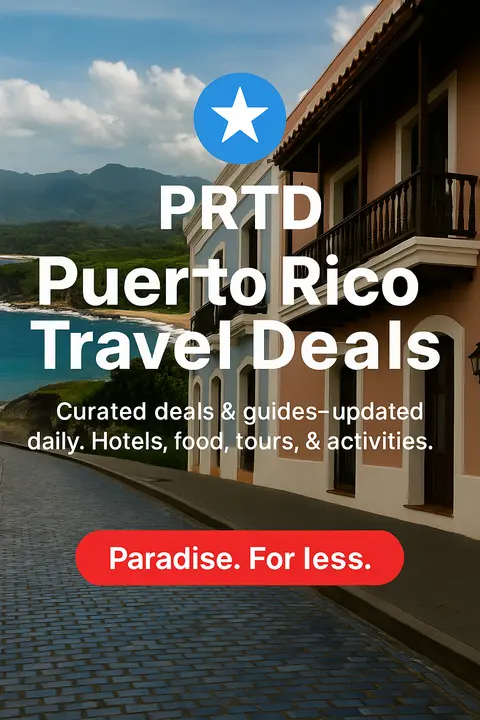 PRTD
Puerto Rico
Travel Deals
Curated deals & guides–updated
daily. Hotels, food, tours, & activities.
Paradise. For less.